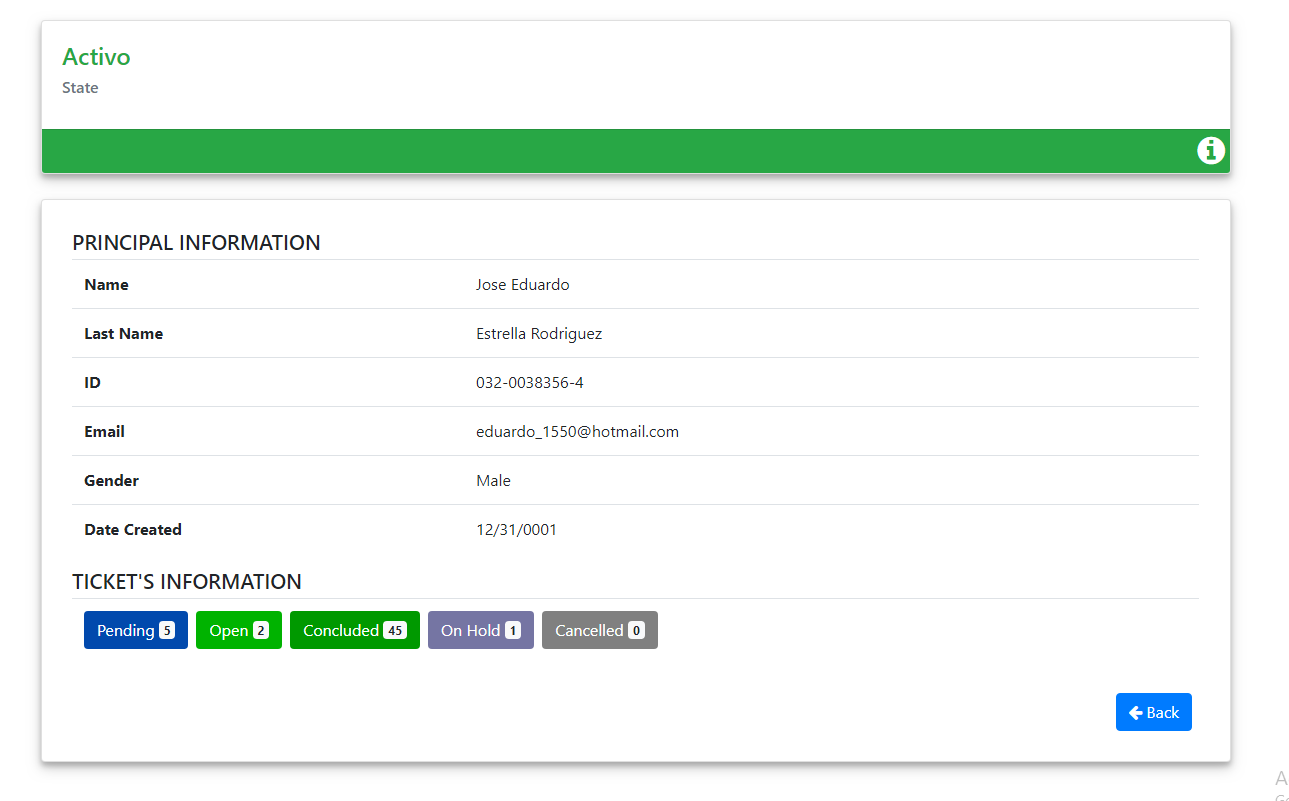 Activo
State
PRINCIPAL INFORMATION
Name Jose Eduardo
Last Name Estrella Rodriguez
ID 032-0038356-4
Email eduardo_1550@hotmail.com
Gender Male
Date Created 12/31/0001
TICKET'S INFORMATION
Pending 5 Open 2 Concluded 45 On Hold 1 Cancelled 0
Back